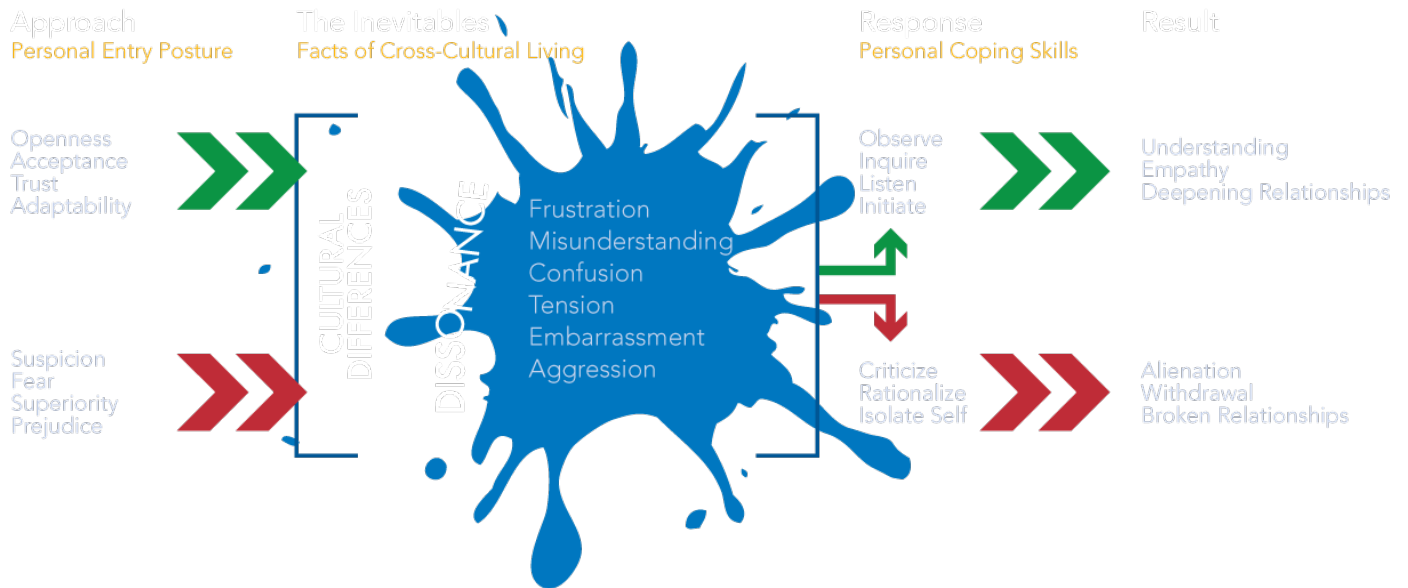 Approach
Personal Entry Posture
The Inevitables
Facts of Cross-Cultural Living
Response
Personal Coping Skills
Result
Openness
Acceptance
Trust
Adaptability
Suspicion
Fear
Superiority
Prejudice
CULTURAL
DIFFERENCES
DISSONANCE
Frustration
Misunderstanding
Confusion
Tension
Embarrassment
Aggression
Observe
Inquire
Listen
Initiate
Criticize
Rationalize
Isolate Self
Understanding
Empathy
Deepening Relationships
Alienation
Withdrawal
Broken Relationships